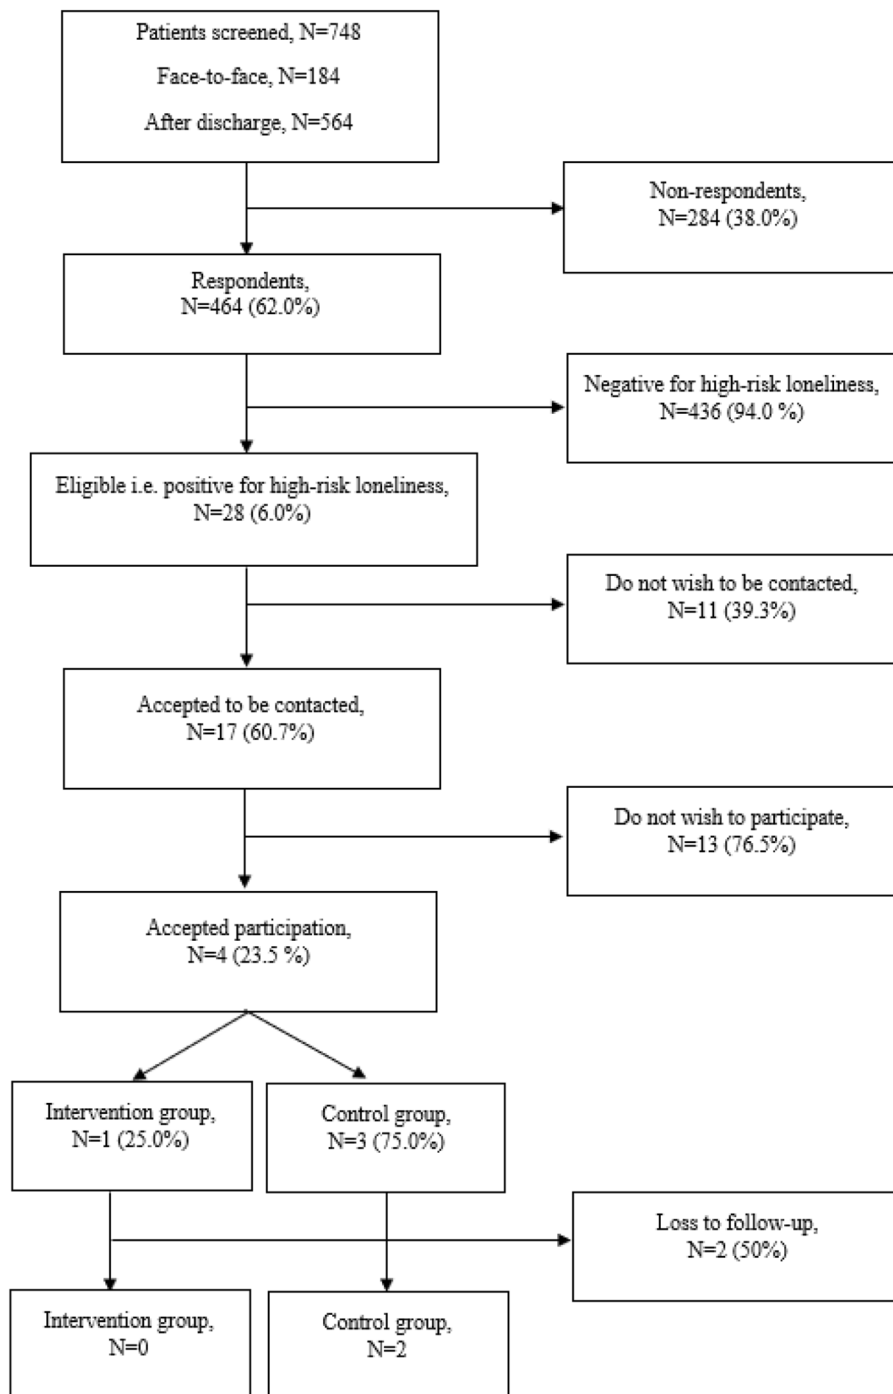 Patients screened, N=748
Face-to-face, N=184
After discharge, N=564
Non-respondents,
N=284 (38.0%)
Respondents,
N=464 (62.0%)
Negative for high-risk loneliness,
N=436 (94.0 %)
Eligible i.e. positive for high-risk loneliness,
N=28 (6.0%)
Do not wish to be contacted,
N=11 (39.3%)
Accepted to be contacted,
N=17 (60.7%)
Do not wish to participate,
N=13 (76.5%)
Accepted participation,
N=4 (23.5 %)
Intervention group,
N=1 (25.0%)
Control group,
N=3 (75.0%)
Loss to follow-up,
N=2 (50%)
Intervention group,
N=0
Control group,
N=2